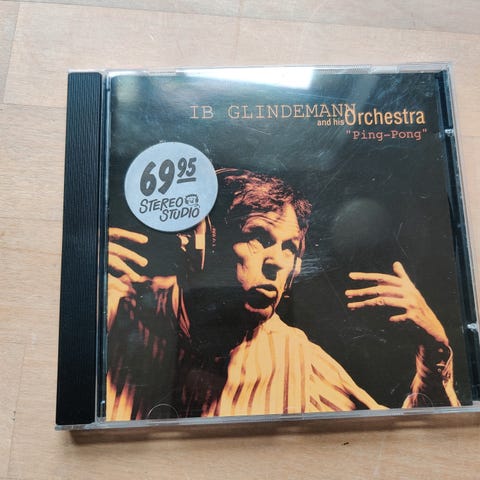 IB GLINDEMANN
and his Orchestra
"Ping-Pong"
69 95
STEREO
STUDIO